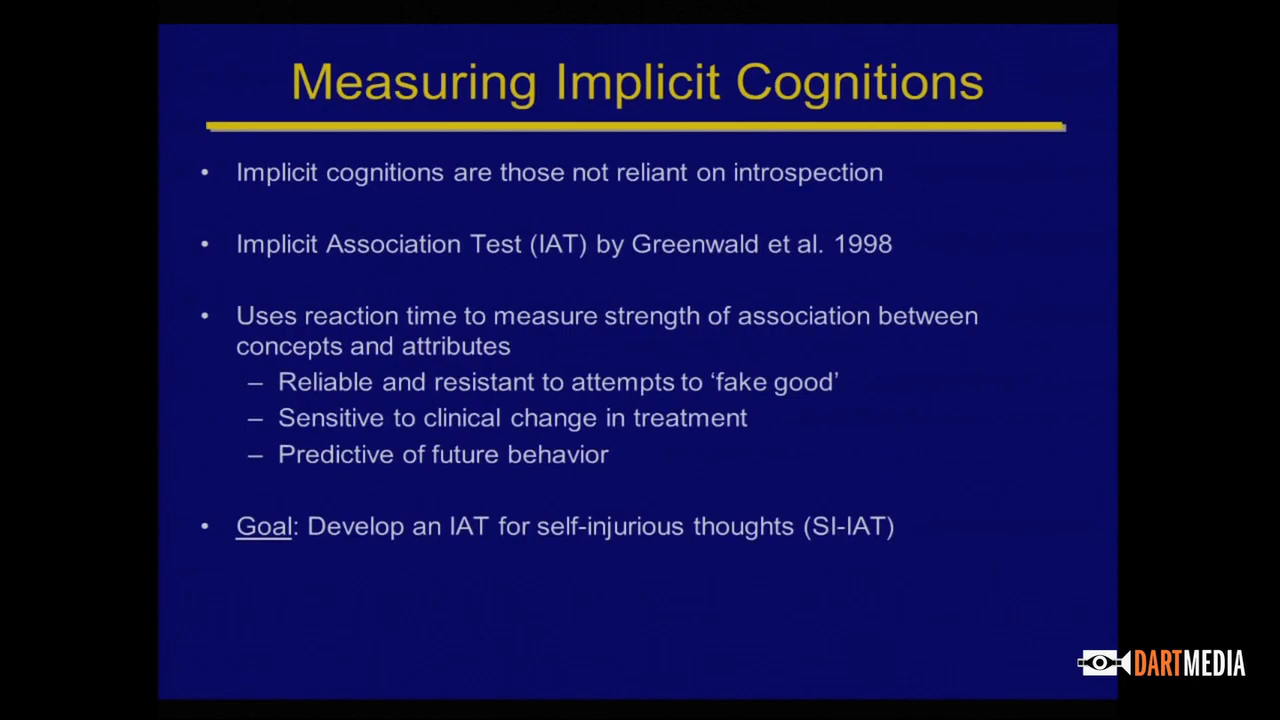 Measuring Implicit Cognitions
• Implicit cognitions are those not reliant on introspection
• Implicit Association Test (IAT) by Greenwald et al. 1998
• Uses reaction time to measure strength of association between
concepts and attributes
– Reliable and resistant to attempts to ‘fake good’
– Sensitive to clinical change in treatment
– Predictive of future behavior
• Goal: Develop an IAT for self-injurious thoughts (SI-IAT)
DARTMEDIA